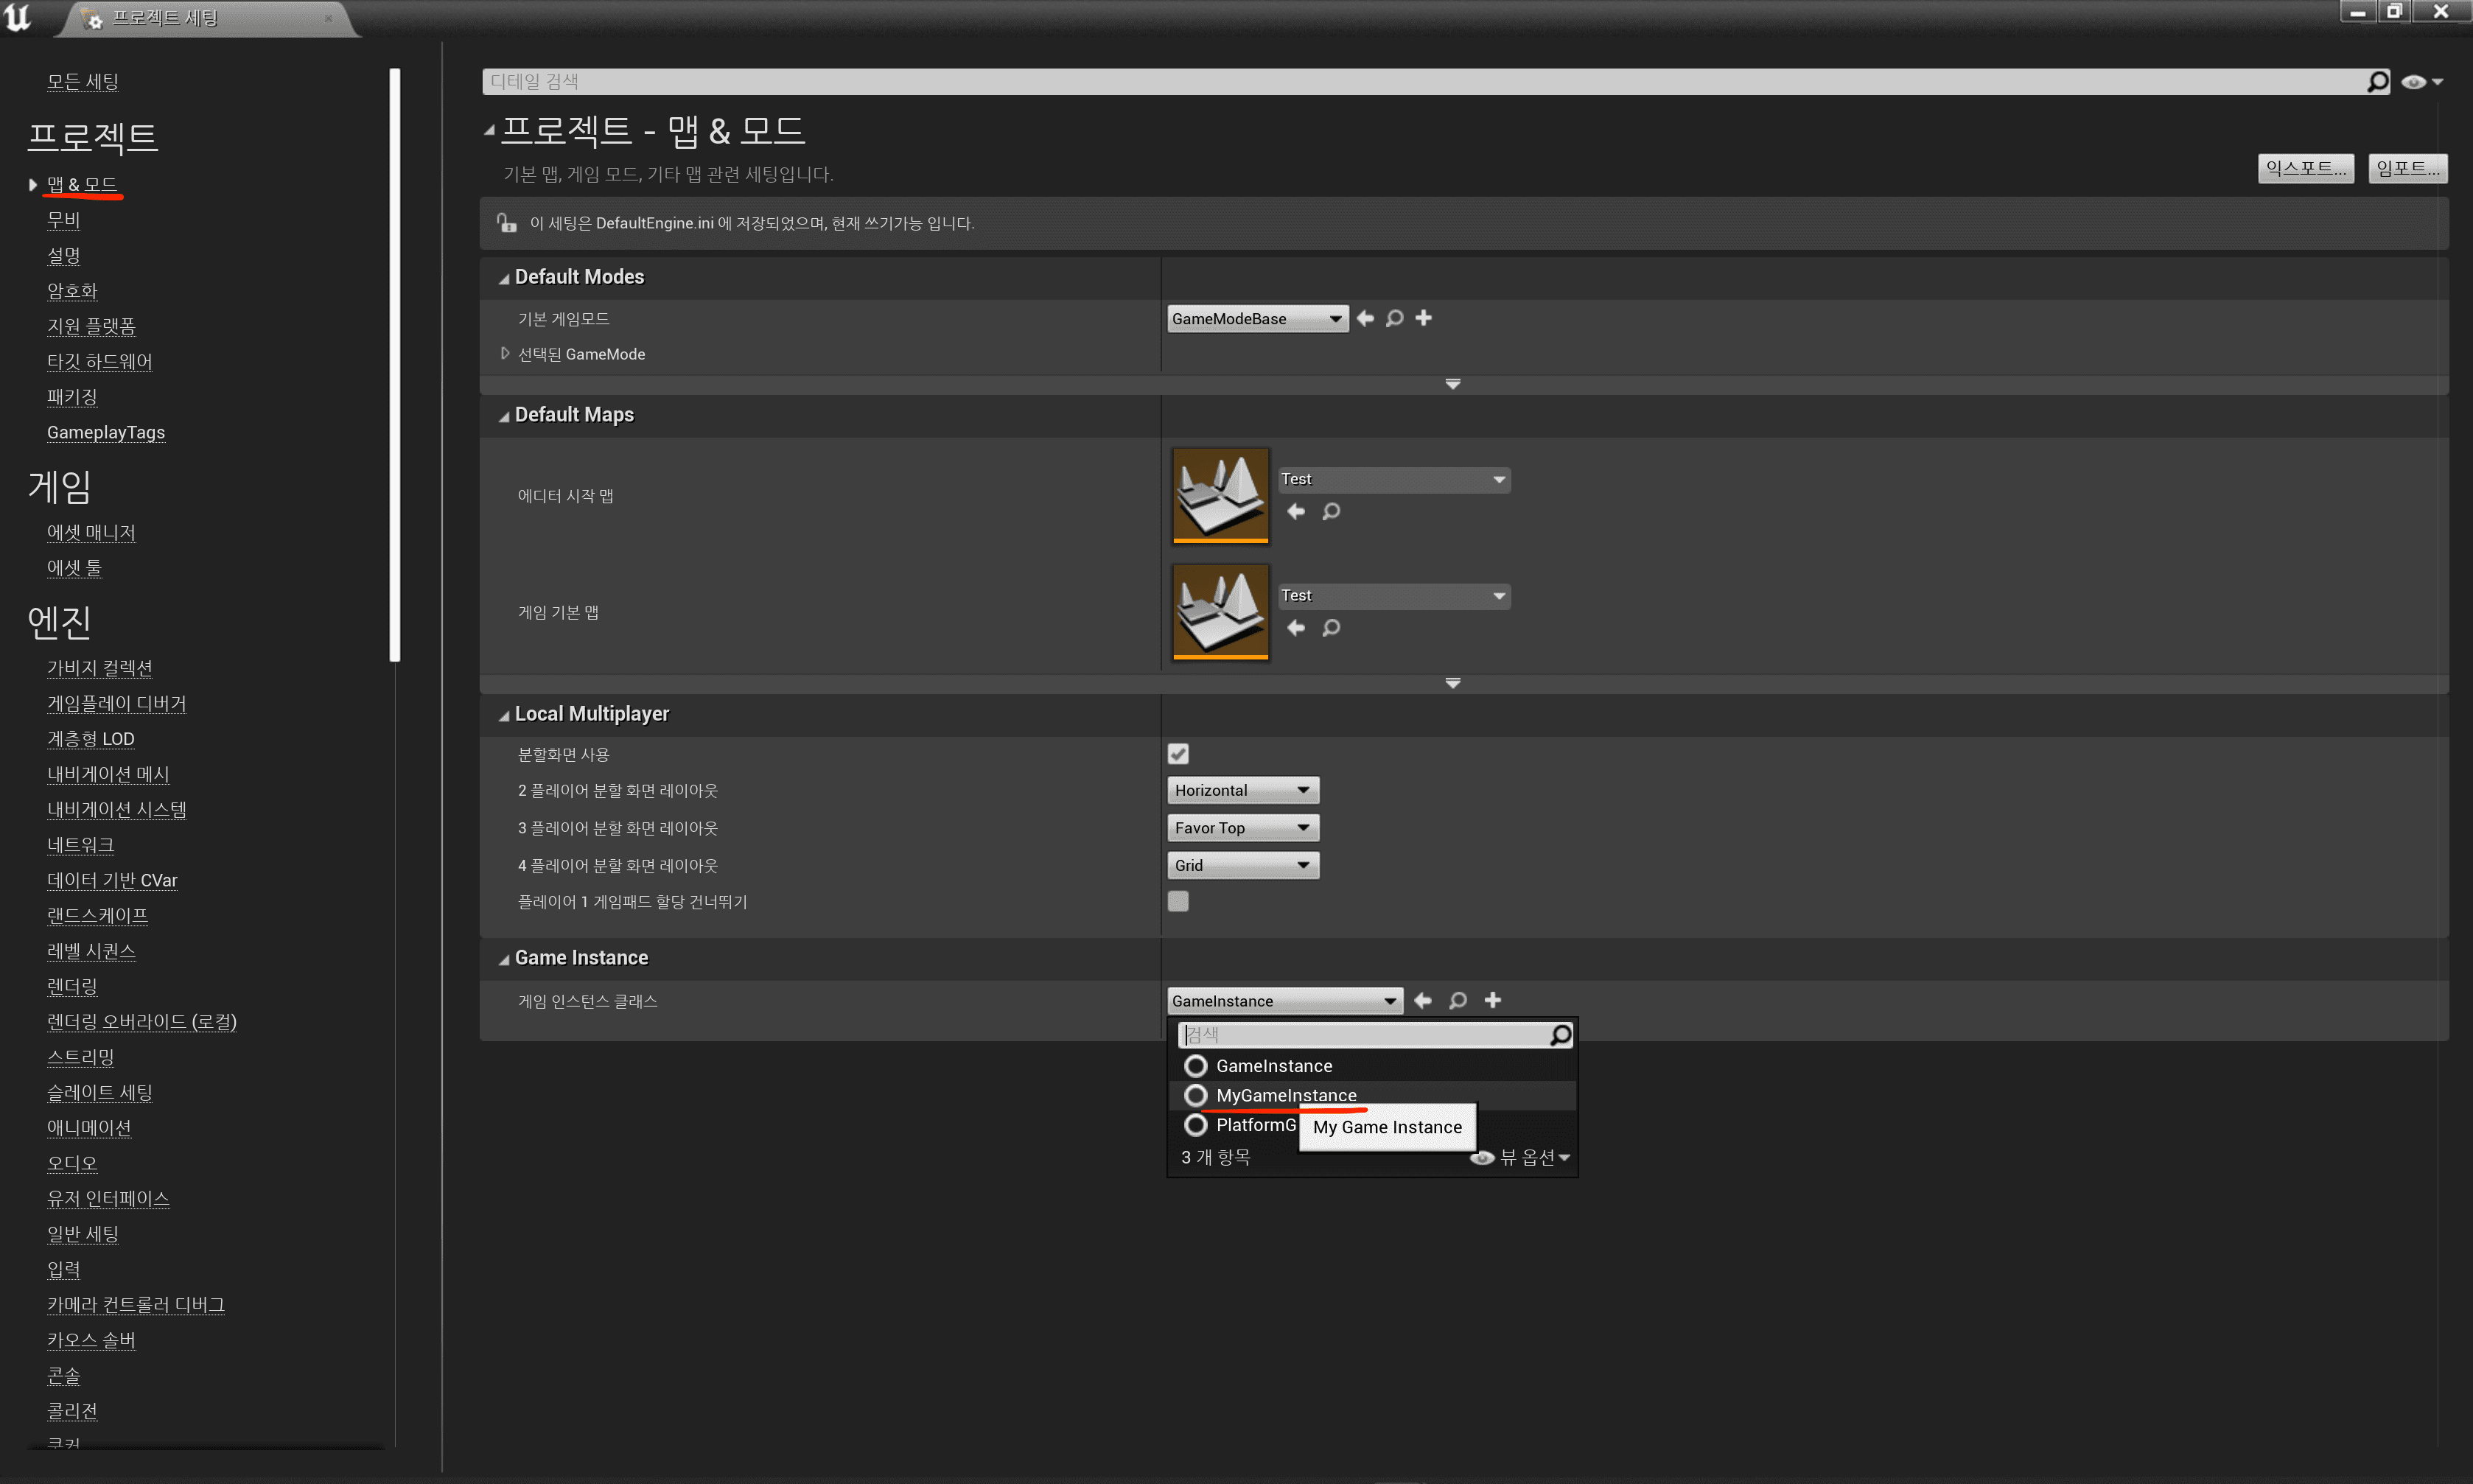 프로젝트 세팅
모든 세팅
프로젝트
맵 & 모드
무비
설명
암호화
지원 플랫폼
타깃 하드웨어
패키징
GameplayTags
게임
에셋 매니저
에셋 툴
엔진
가비지 컬렉션
게임플레이 디버거
계층형 LOD
내비게이션 메시
내비게이션 시스템
네트워크
데이터 기반 CVar
랜드스케이프
레벨 시퀀스
렌더링
렌더링 오버라이드 (로컬)
스트리밍
슬레이트 세팅
애니메이션
오디오
유저 인터페이스
일반 세팅
입력
카메라 컨트롤러 디버그
카오스 솔버
콘솔
콜리전
쿠커
디테일 검색
프로젝트 - 맵 & 모드
기본 맵, 게임 모드, 기타 맵 관련 세팅입니다.
익스포트...
임포트...
이 세팅은 DefaultEngine.ini 에 저장되었으며, 현재 쓰기가능 입니다.
Default Modes
기본 게임모드
GameModeBase
선택된 GameMode
Default Maps
에디터 시작 맵
Test
게임 기본 맵
Test
Local Multiplayer
분할화면 사용
2 플레이어 분할 화면 레이아웃
Horizontal
3 플레이어 분할 화면 레이아웃
Favor Top
4 플레이어 분할 화면 레이아웃
Grid
플레이어 1 게임패드 할당 건너뛰기
Game Instance
게임 인스턴스 클래스
GameInstance
검색
GameInstance
MyGameInstance
PlatformG
My Game Instance
3 개 항목
뷰 옵션